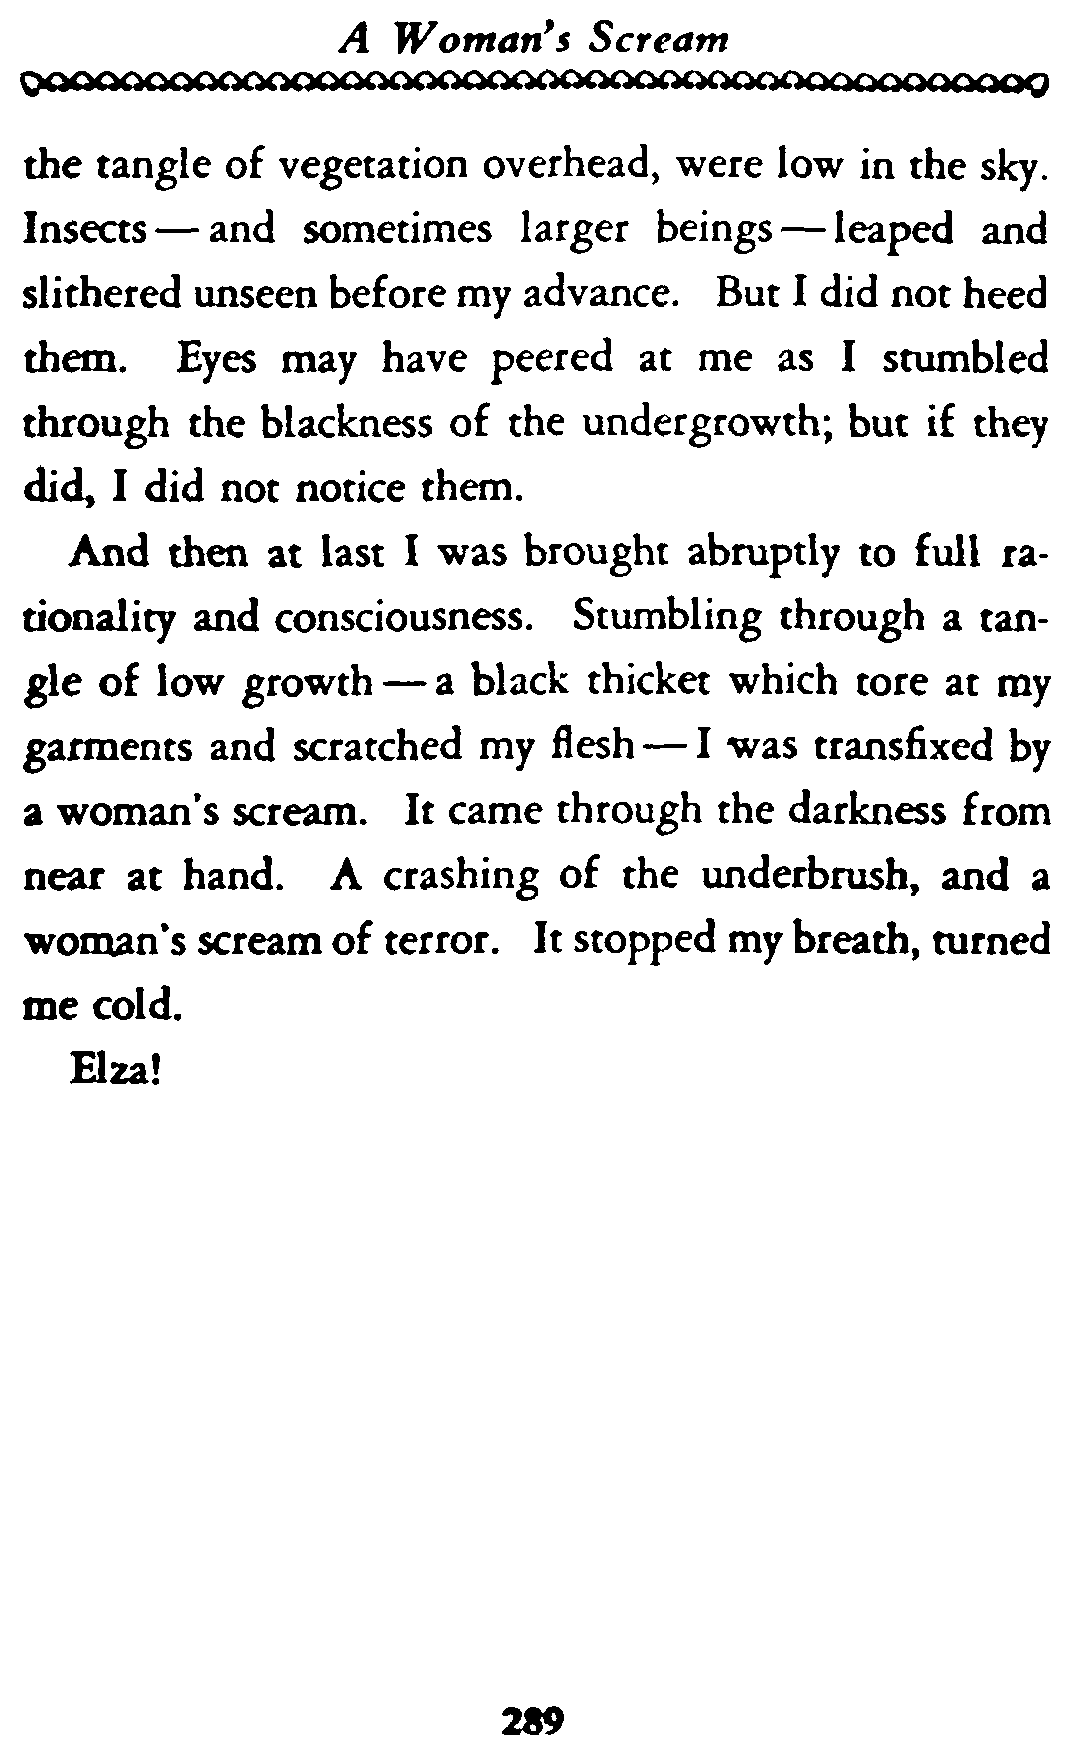 A Woman's Scream
the tangle of vegetation overhead, were low in the sky.
Insects — and sometimes larger beings — leaped and
slithered unseen before my advance. But I did not heed
them. Eyes may have peered at me as I stumbled
through the blackness of the undergrowth; but if they
did, I did not notice them.
And then at last I was brought abruptly to full ra-
tionality and consciousness. Stumbling through a tan-
gle of low growth — a black thicket which tore at my
garments and scratched my flesh — I was transfixed by
a woman's scream. It came through the darkness from
near at hand. A crashing of the underbrush, and a
woman's scream of terror. It stopped my breath, turned
me cold.
Elza!
289